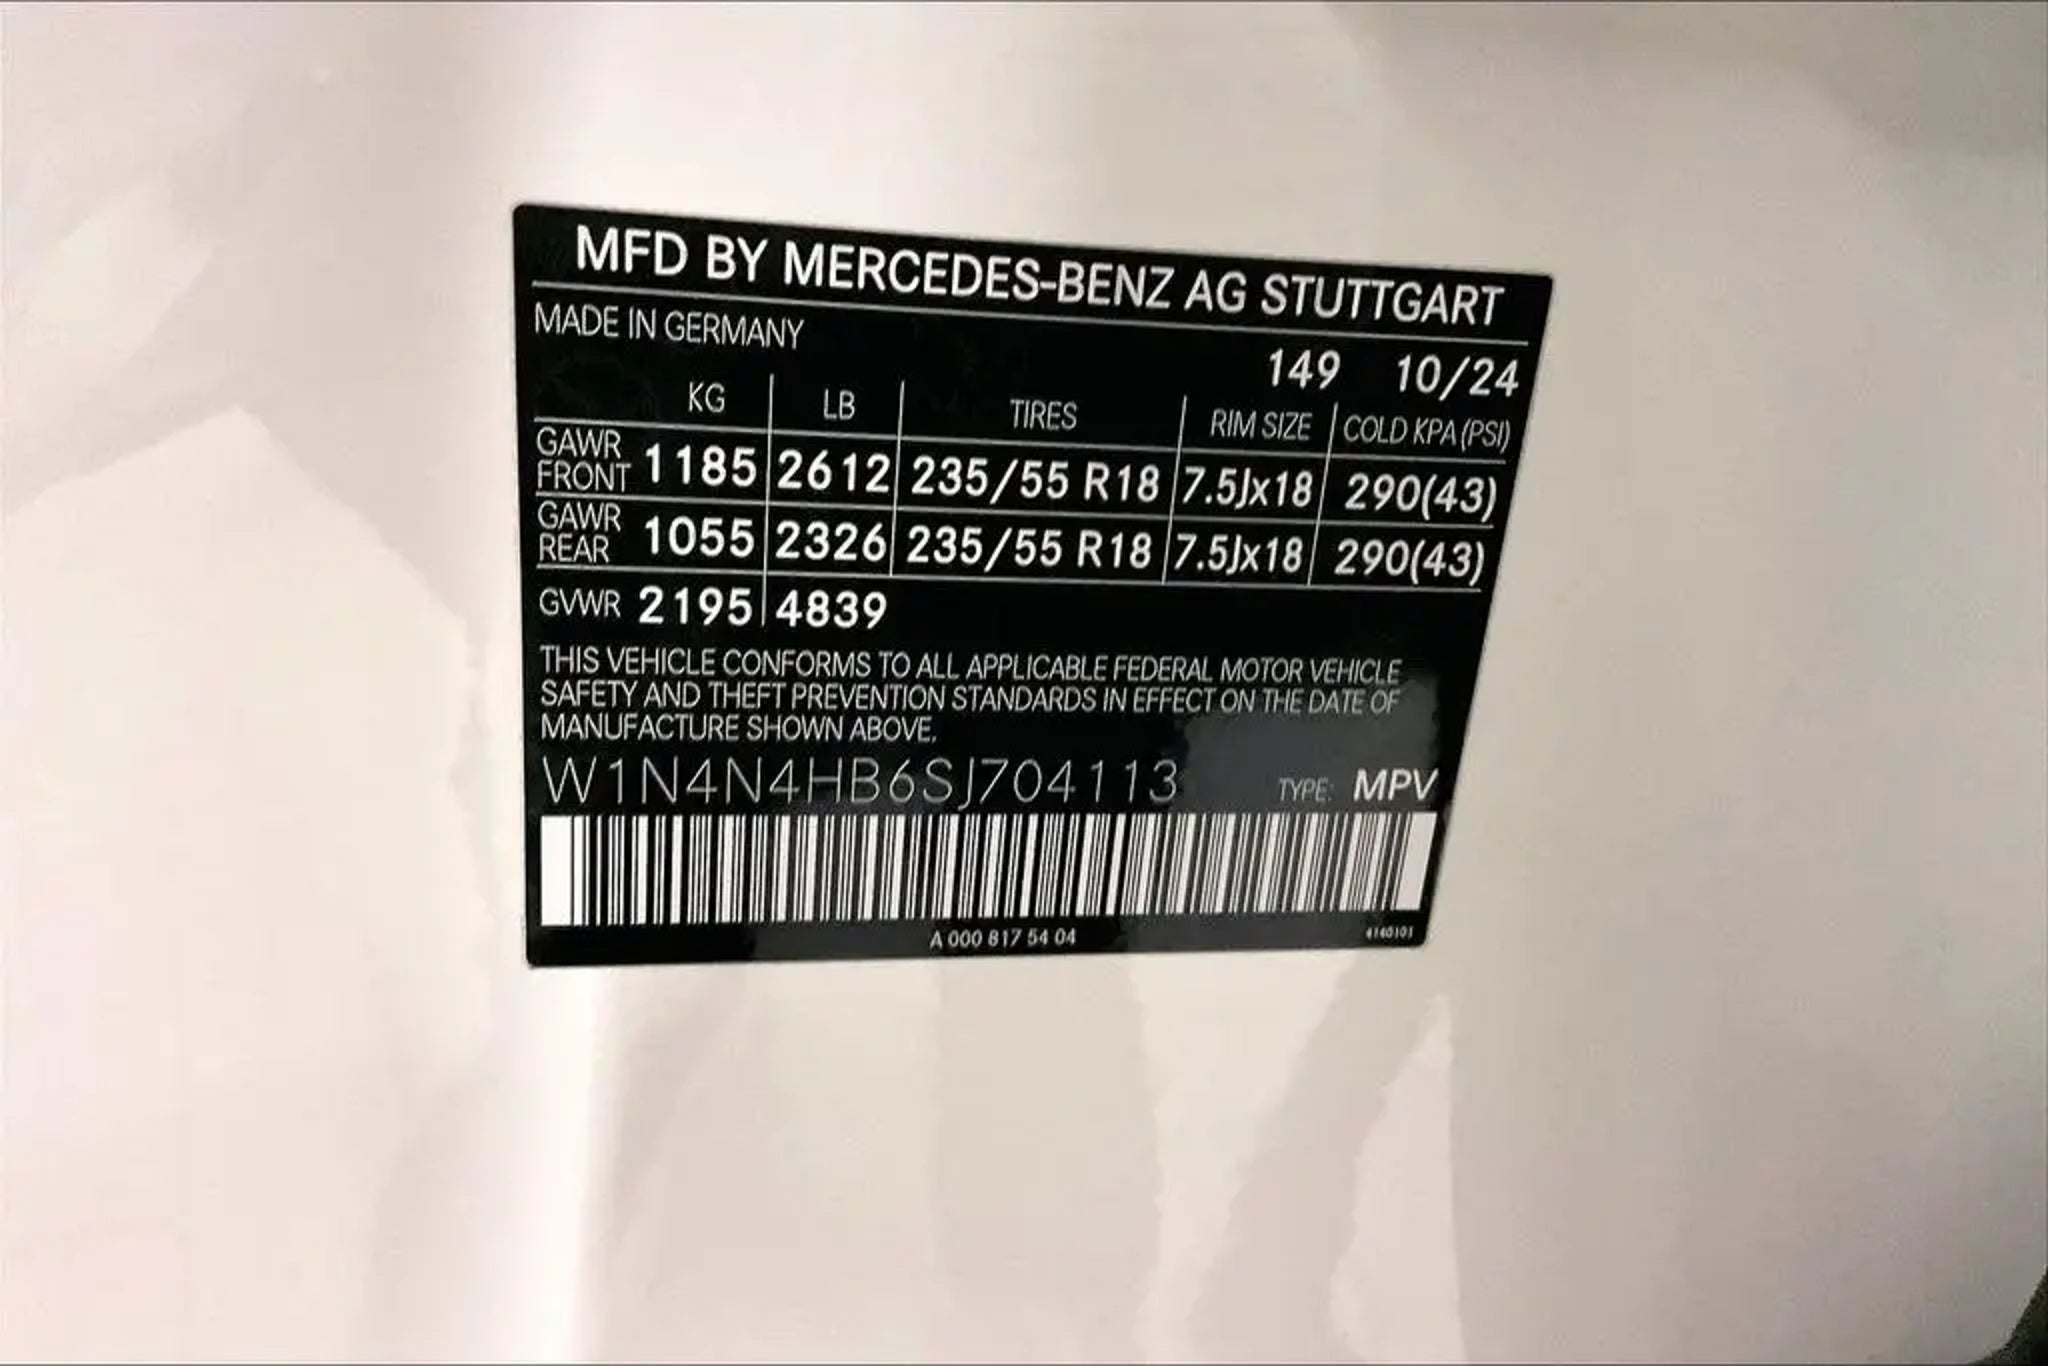 MFD BY MERCEDES-BENZ AG STUTTGART
MADE IN GERMANY
149 10/24
KG LB TIRES RIM SIZE COLD KPA (PSI)
GAWR FRONT 1185 2612 235/55 R18 7.5Jx18 290(43)
GAWR REAR 1055 2326 235/55 R18 7.5Jx18 290(43)
GVWR 2195 4839
THIS VEHICLE CONFORMS TO ALL APPLICABLE FEDERAL MOTOR VEHICLE
SAFETY AND THEFT PREVENTION STANDARDS IN EFFECT ON THE DATE OF
MANUFACTURE SHOWN ABOVE.
W1N4N4HB6SJ704113 TYPE: MPV
A 000 817 54 04